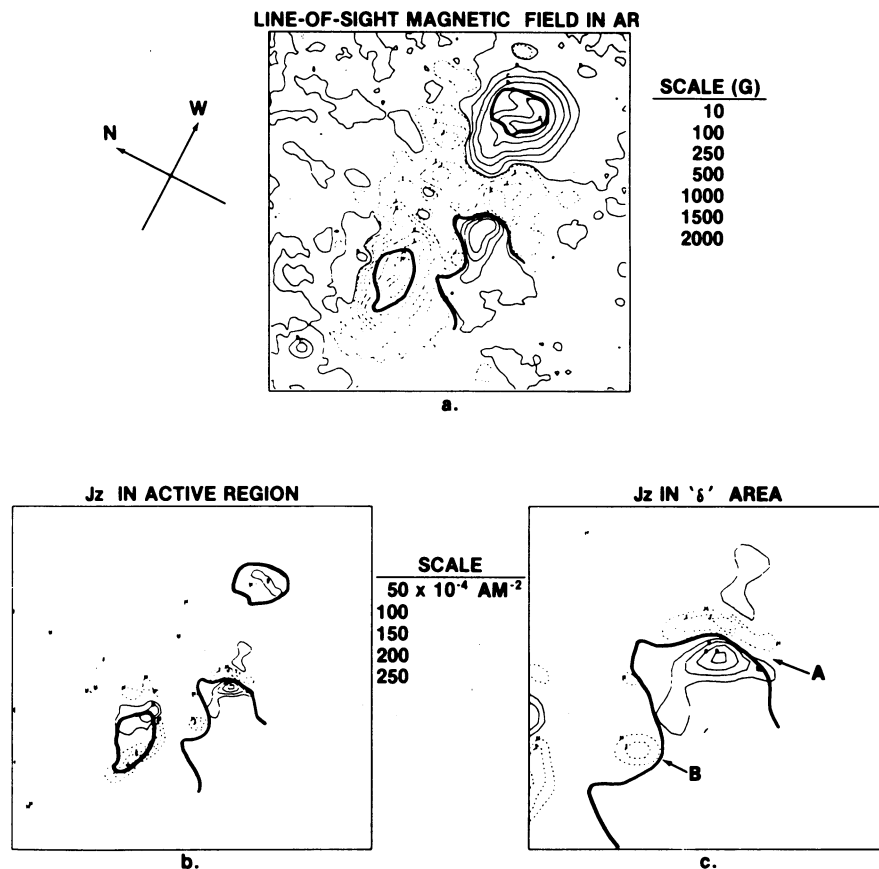 LINE-OF-SIGHT MAGNETIC FIELD IN AR
N
W
SCALE (G)
10
100
250
500
1000
1500
2000
a.
Jz IN ACTIVE REGION
SCALE
50 x 10⁻⁴ AM⁻²
100
150
200
250
b.
Jz IN 'δ' AREA
A
B
c.